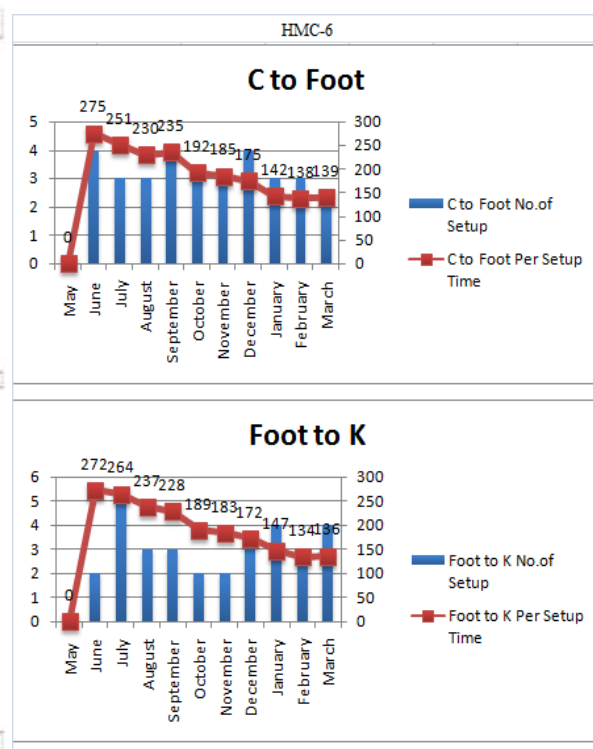 HMC-6
C to Foot
275
251
230
235
192
185
175
142
138
139
0
5
4
3
2
1
0
300
250
200
150
100
50
0
May
June
July
August
September
October
November
December
January
February
March
C to Foot No.of
Setup
C to Foot Per Setup
Time
Foot to K
272
264
237
228
189
183
172
147
134
136
0
6
5
4
3
2
1
0
300
250
200
150
100
50
0
May
June
July
August
September
October
November
December
January
February
March
Foot to K No.of
Setup
Foot to K Per Setup
Time